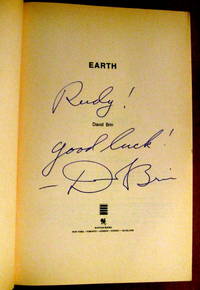 EARTH
Rudy!
David Brin
good luck!
— D Brin